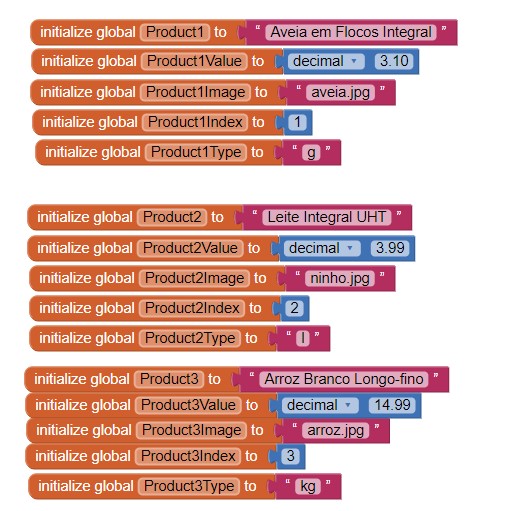 initialize global Product1 to " Aveia em Flocos Integral "
initialize global Product1Value to decimal 3.10
initialize global Product1Image to " aveia.jpg "
initialize global Product1Index to 1
initialize global Product1Type to " g "
initialize global Product2 to " Leite Integral UHT "
initialize global Product2Value to decimal 3.99
initialize global Product2Image to " ninho.jpg "
initialize global Product2Index to 2
initialize global Product2Type to " l "
initialize global Product3 to " Arroz Branco Longo-fino "
initialize global Product3Value to decimal 14.99
initialize global Product3Image to " arroz.jpg "
initialize global Product3Index to 3
initialize global Product3Type to " kg "